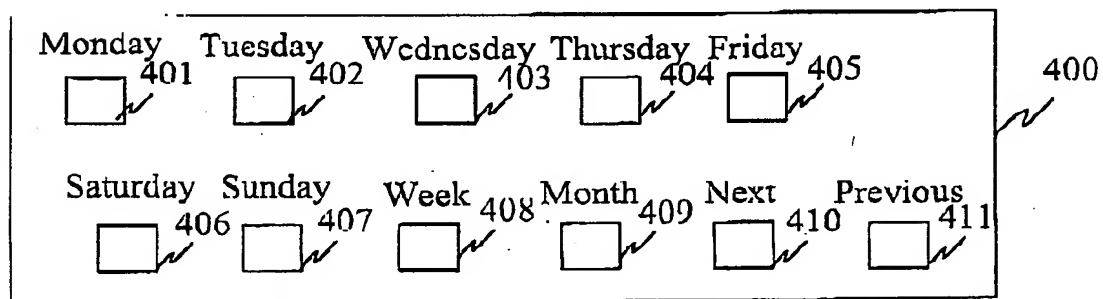 Monday Tuesday Wednesday Thursday Friday
401 402 403 404 405 400
Saturday Sunday Week Month Next Previous
406 407 408 409 410 411